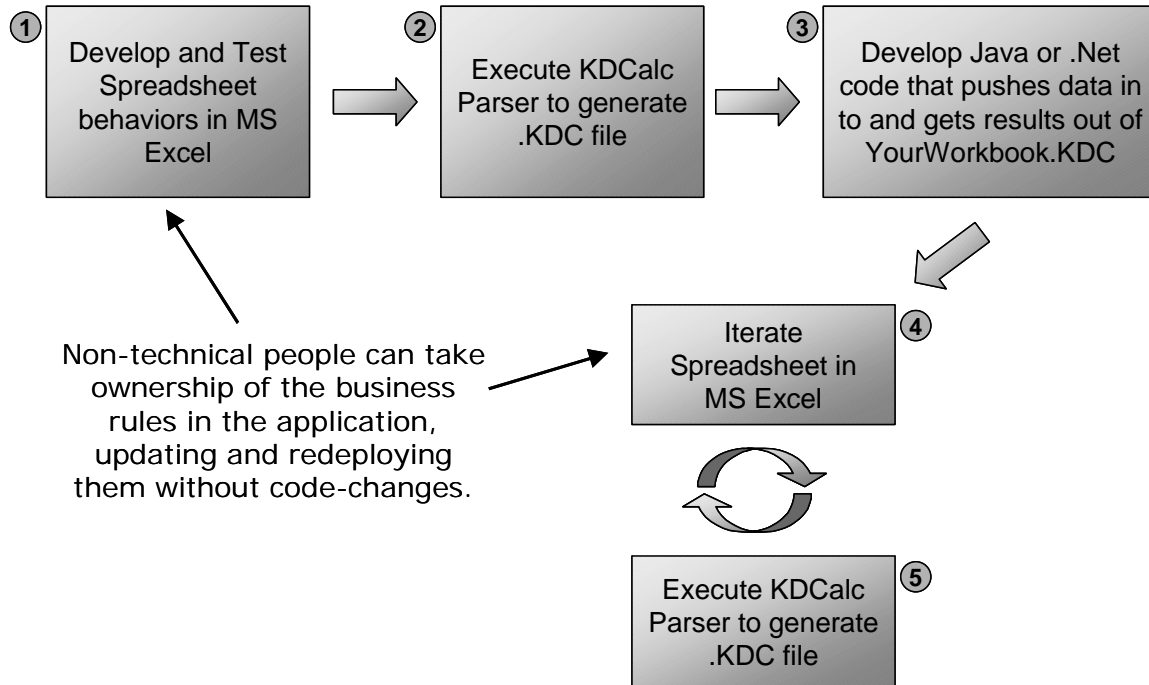 1
Develop and Test
Spreadsheet
behaviors in MS
Excel
2
Execute KDCalc
Parser to generate
.KDC file
3
Develop Java or .Net
code that pushes data in
to and gets results out of
YourWorkbook.KDC
Non-technical people can take
ownership of the business
rules in the application,
updating and redeploying
them without code-changes.
4
Iterate
Spreadsheet in
MS Excel
5
Execute KDCalc
Parser to generate
.KDC file